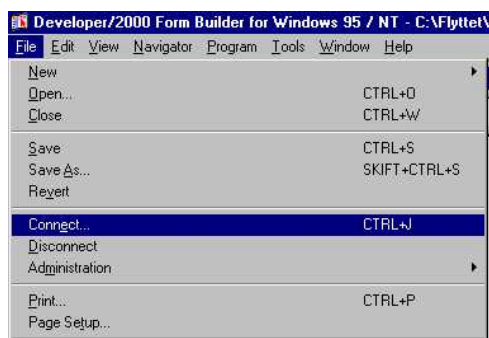 Developer/2000 Form Builder for Windows 95 / NT - C:\Flyttet\
File Edit View Navigator Program Tools Window Help
New
Open... CTRL+O
Close CTRL+W
Save CTRL+S
Save As... SKIFT+CTRL+S
Revert
Connect... CTRL+J
Disconnect
Administration
Print... CTRL+P
Page Setup...